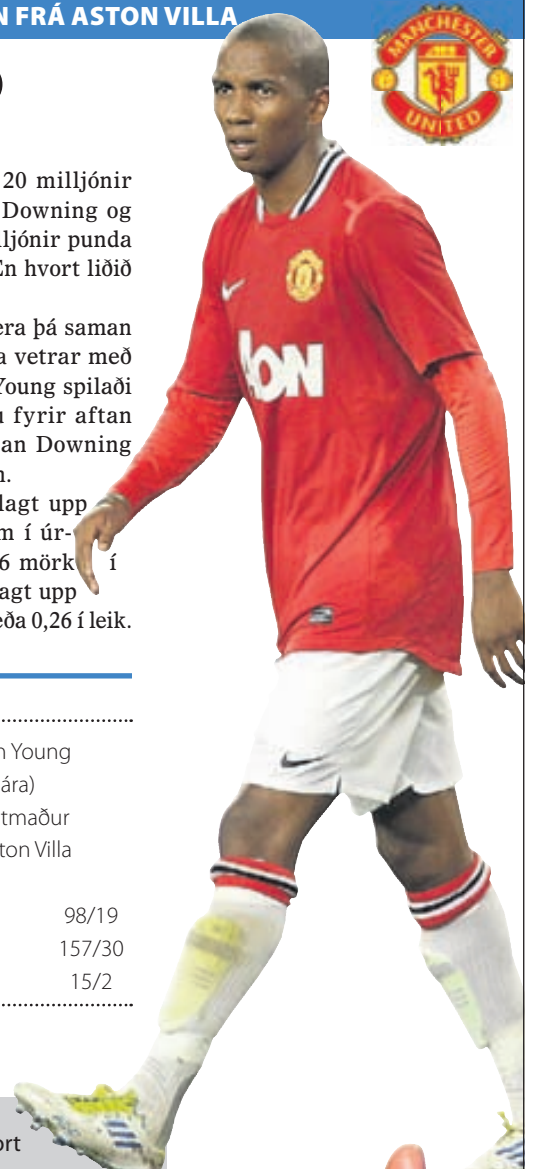 N FRÁ ASTON VILLA
MANCHESTER
UNITED
)
20 milljónir
Downing og
ljónir punda
En hvort liðið
era þá saman
a vetrar með
Young spilaði
u fyrir aftan
an Downing
n.
lagt upp
m í úr-
6 mörk í
lagt upp
eða 0,26 í leik.
AON
n Young
ára)
tmaður
ton Villa
98/19
157/30
15/2
ort